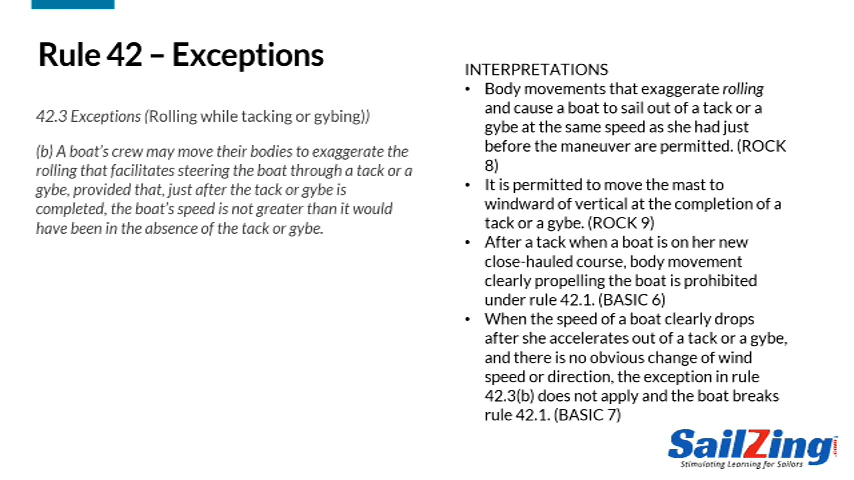 Rule 42 – Exceptions
42.3 Exceptions (Rolling while tacking or gybing))
(b) A boat's crew may move their bodies to exaggerate the
rolling that facilitates steering the boat through a tack or a
gybe, provided that, just after the tack or gybe is
completed, the boat's speed is not greater than it would
have been in the absence of the tack or gybe.
INTERPRETATIONS
• Body movements that exaggerate rolling
and cause a boat to sail out of a tack or a
gybe at the same speed as she had just
before the maneuver are permitted. (ROCK
8)
• It is permitted to move the mast to
windward of vertical at the completion of a
tack or a gybe. (ROCK 9)
• After a tack when a boat is on her new
close-hauled course, body movement
clearly propelling the boat is prohibited
under rule 42.1. (BASIC 6)
• When the speed of a boat clearly drops
after she accelerates out of a tack or a gybe,
and there is no obvious change of wind
speed or direction, the exception in rule
42.3(b) does not apply and the boat breaks
rule 42.1. (BASIC 7)
SailZing
Stimulating Learning for Sailors